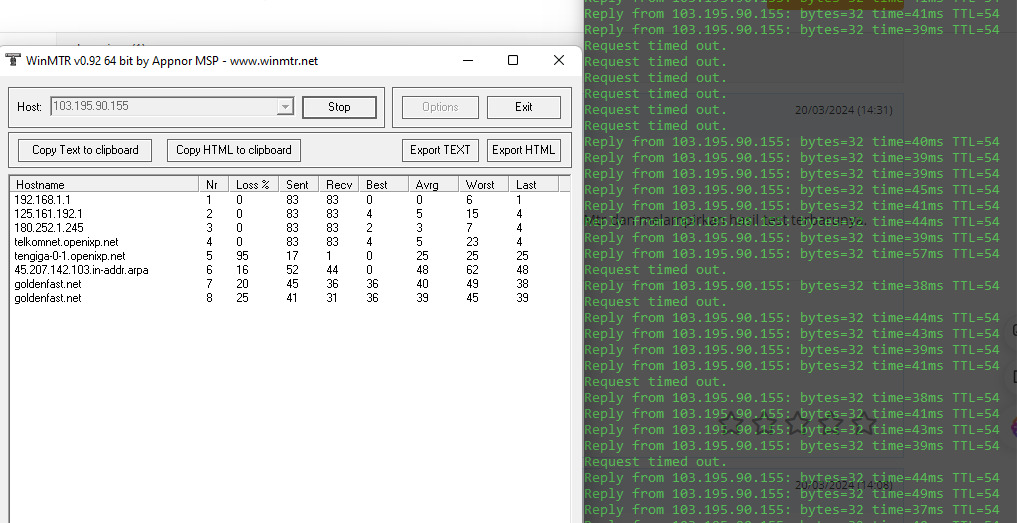 WinMTR v0.92 64 bit by Appnor MSP - www.winmtr.net
Host: 103.195.90.155 Stop Options Exit
Copy Text to clipboard Copy HTML to clipboard Export TEXT Export HTML
Hostname Nr Loss % Sent Recv Best Avrg Worst Last
192.168.1.1 1 0 83 83 0 0 6 1
125.161.192.1 2 0 83 83 4 5 15 4
180.252.1.245 3 0 83 83 2 3 7 4
telkomnet.openixp.net 4 0 83 83 4 5 23 4
tengiga-0-1.openixp.net 5 95 17 1 0 25 25 25
45.207.142.103.in-addr.arpa 6 16 52 44 0 48 62 48
goldenfast.net 7 20 45 36 36 40 49 38
goldenfast.net 8 25 41 31 36 39 45 39
Reply from 103.195.90.155: bytes=32 time=41ms TTL=54
Reply from 103.195.90.155: bytes=32 time=39ms TTL=54
Request timed out.
Request timed out.
Request timed out.
Request timed out.
Request timed out.
20/03/2024 (14:31)
Request timed out.
Reply from 103.195.90.155: bytes=32 time=40ms TTL=54
Reply from 103.195.90.155: bytes=32 time=39ms TTL=54
Reply from 103.195.90.155: bytes=32 time=39ms TTL=54
Reply from 103.195.90.155: bytes=32 time=45ms TTL=54
Reply from 103.195.90.155: bytes=32 time=41ms TTL=54
Reply from 103.195.90.155: bytes=32 time=44ms TTL=54
Reply from 103.195.90.155: bytes=32 time=39ms TTL=54
Reply from 103.195.90.155: bytes=32 time=57ms TTL=54
Request timed out.
Reply from 103.195.90.155: bytes=32 time=38ms TTL=54
Request timed out.
Reply from 103.195.90.155: bytes=32 time=44ms TTL=54
Reply from 103.195.90.155: bytes=32 time=43ms TTL=54
Reply from 103.195.90.155: bytes=32 time=39ms TTL=54
Reply from 103.195.90.155: bytes=32 time=41ms TTL=54
Request timed out.
Reply from 103.195.90.155: bytes=32 time=38ms TTL=54
Reply from 103.195.90.155: bytes=32 time=41ms TTL=54
Reply from 103.195.90.155: bytes=32 time=43ms TTL=54
Reply from 103.195.90.155: bytes=32 time=39ms TTL=54
Request timed out.
Reply from 103.195.90.155: bytes=32 time=44ms TTL=54
20/03/2024 (14:08)
Reply from 103.195.90.155: bytes=32 time=49ms TTL=54
Reply from 103.195.90.155: bytes=32 time=37ms TTL=54